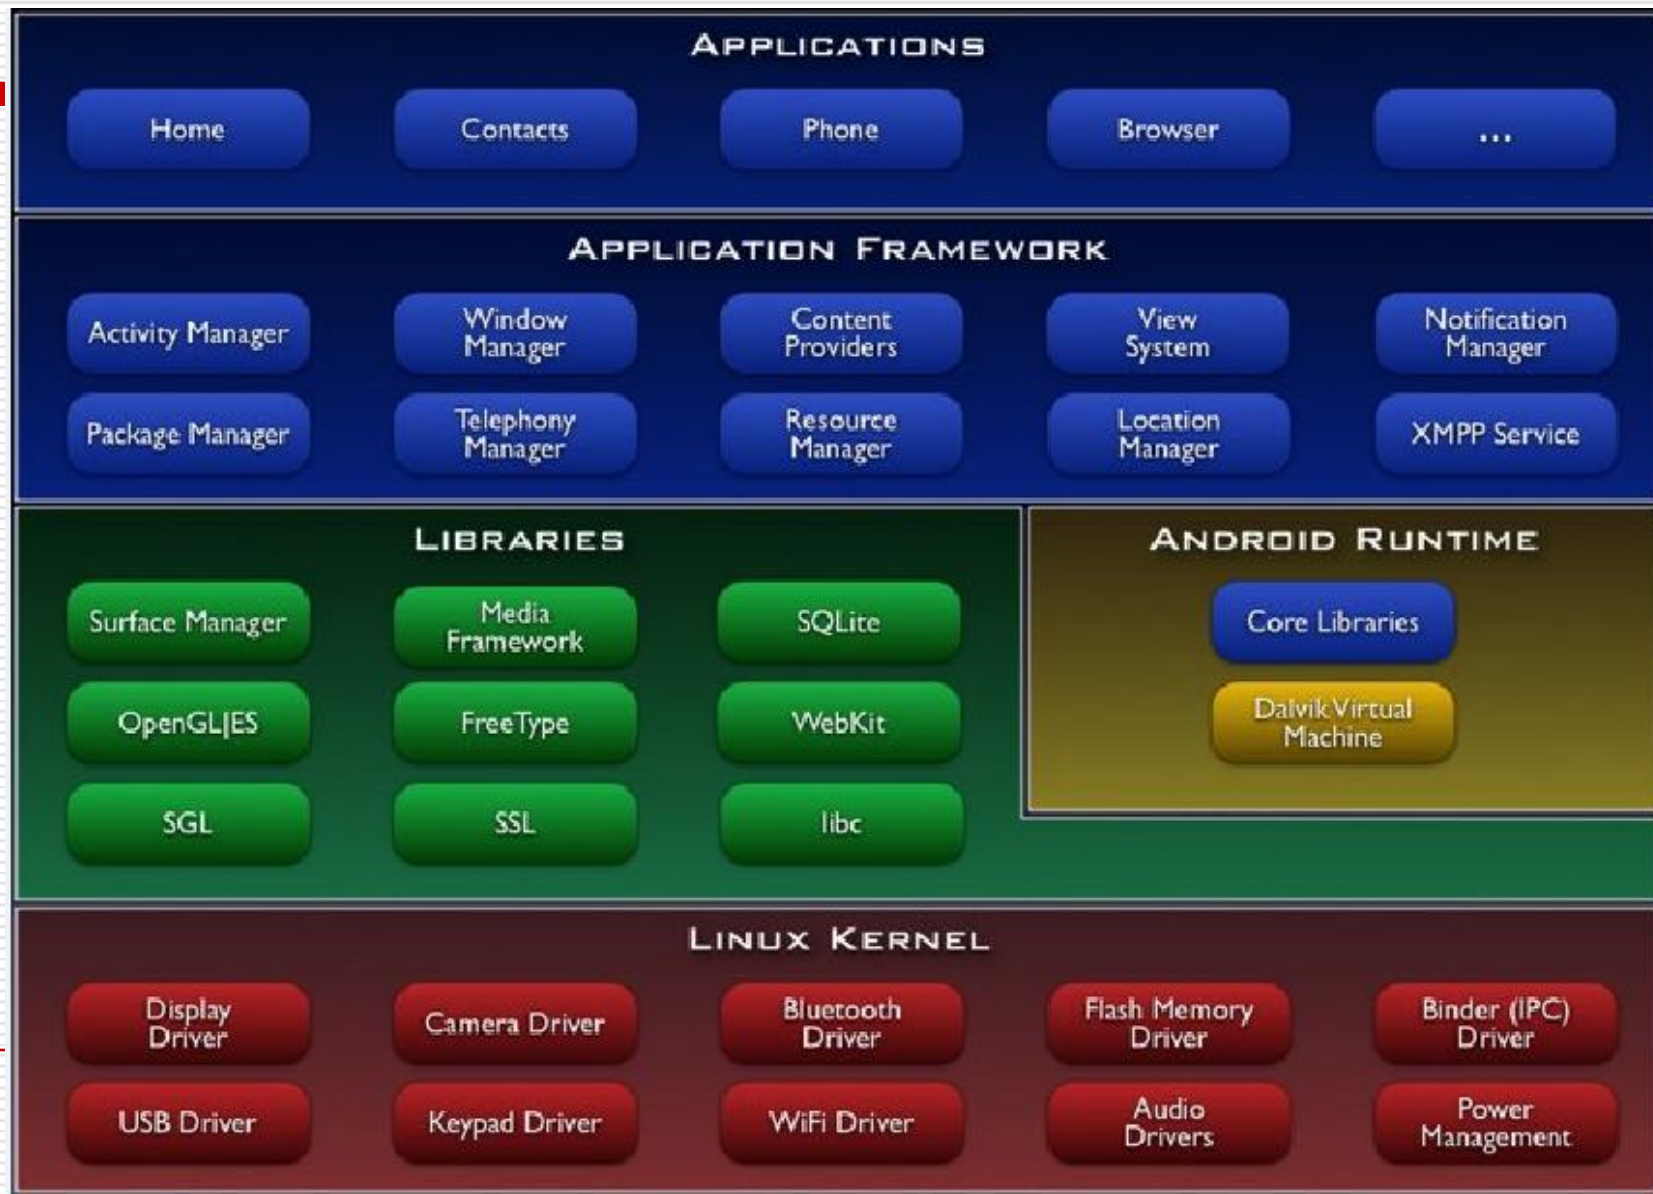 APPLICATIONS
Home
Contacts
Phone
Browser
...
APPLICATION FRAMEWORK
Activity Manager
Window
Manager
Content
Providers
View
System
Notification
Manager
Package Manager
Telephony
Manager
Resource
Manager
Location
Manager
XMPP Service
LIBRARIES
Surface Manager
Media
Framework
SQLite
OpenGL|ES
FreeType
WebKit
SGL
SSL
libc
ANDROID RUNTIME
Core Libraries
Dalvik Virtual
Machine
LINUX KERNEL
Display
Driver
Camera Driver
Bluetooth
Driver
Flash Memory
Driver
Binder (IPC)
Driver
USB Driver
Keypad Driver
WiFi Driver
Audio
Drivers
Power
Management